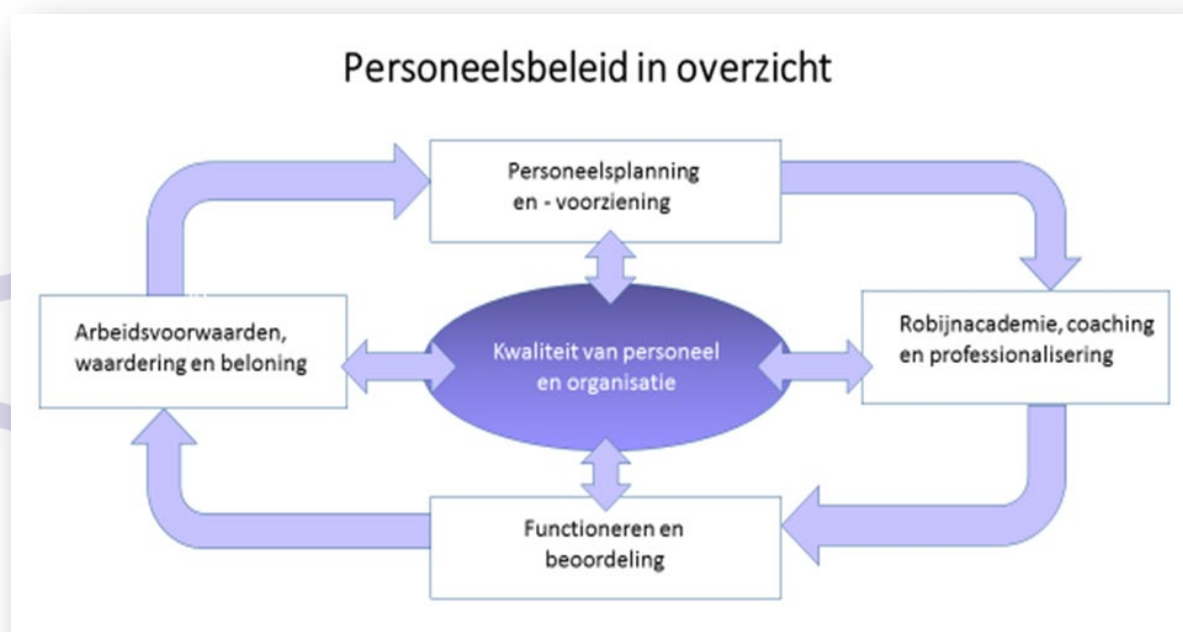 Personeelsbeleid in overzicht
Personeelsplanning
en - voorziening
Arbeidsvoorwaarden,
waardering en beloning
Kwaliteit van personeel
en organisatie
Robijnacademie, coaching
en professionalisering
Functioneren en
beoordeling